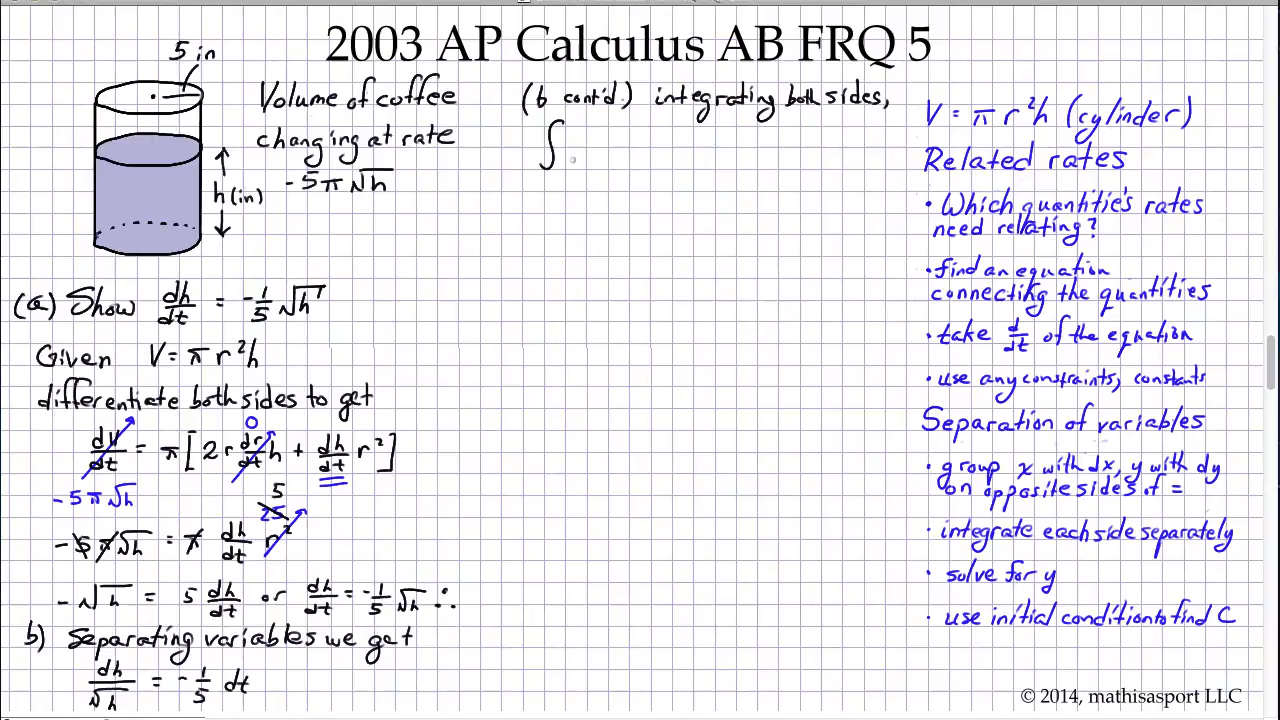 2003 AP Calculus AB FRQ 5
5 in
h (in)
Volume of coffee
changing at rate
-5π√h
(a) Show dh/dt = -1/5 √h
Given V = πr²h
differentiate both sides to get
dV/dt = π[2r dr/dt h + dh/dt r²]
0
-5π√h
5
25
-5π√h = π dh/dt r²
-√h = 5 dh/dt or dh/dt = -1/5 √h ∴
b) Separating variables we get
dh/√h = -1/5 dt
(b cont'd.) integrating both sides,
∫
V = πr²h (cylinder)
Related rates
· Which quantitie's rates
need rellating?
· find an equation
connecting the quantities
· take d/dt of the equation
· use any constraints, constants
Separation of variables
· group x with dx, y with dy
on opposite sides of =
· integrate each side separately
· solve for y
· use initial condition to find C
© 2014, mathisasport LLC